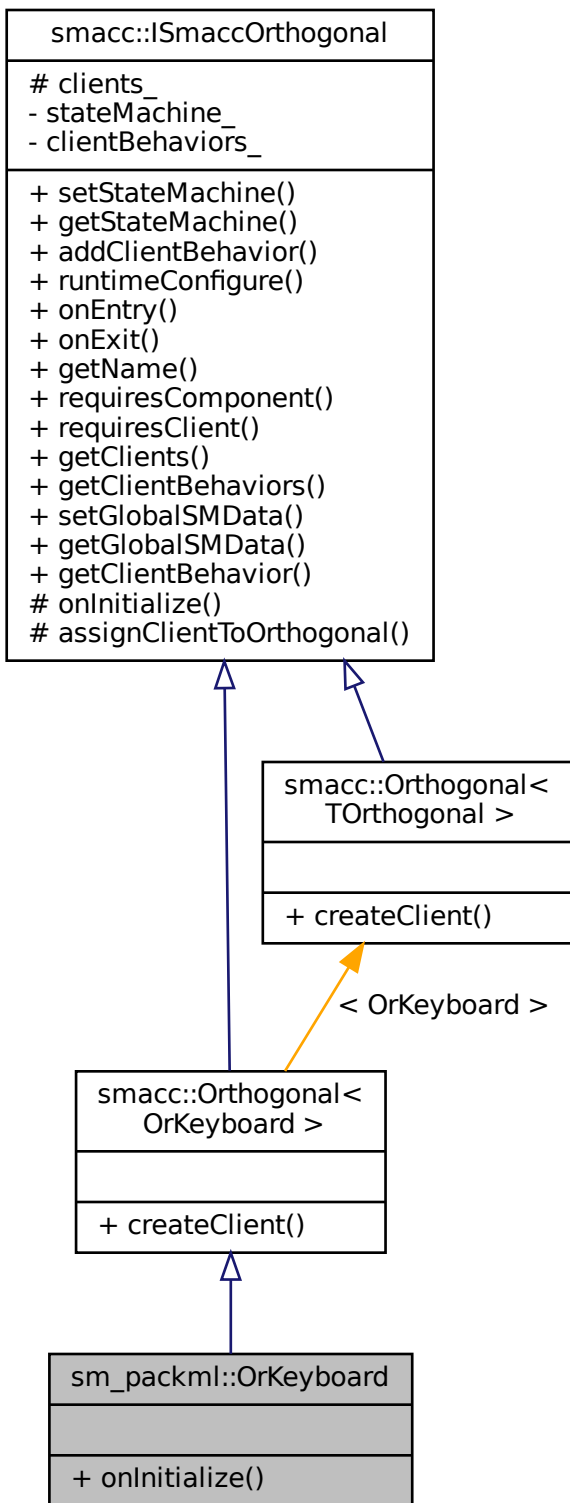 smacc::ISmaccOrthogonal
# clients_
- stateMachine_
- clientBehaviors_
+ setStateMachine()
+ getStateMachine()
+ addClientBehavior()
+ runtimeConfigure()
+ onEntry()
+ onExit()
+ getName()
+ requiresComponent()
+ requiresClient()
+ getClients()
+ getClientBehaviors()
+ setGlobalSMData()
+ getGlobalSMData()
+ getClientBehavior()
# onInitialize()
# assignClientToOrthogonal()
smacc::Orthogonal<
TOrthogonal >
+ createClient()
< OrKeyboard >
smacc::Orthogonal<
OrKeyboard >
+ createClient()
sm_packml::OrKeyboard
+ onInitialize()